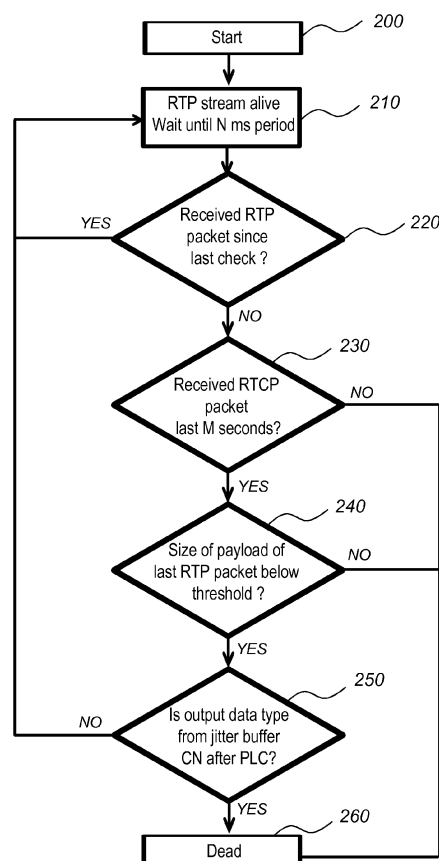 Start
200
RTP stream alive
Wait until N ms period
210
Received RTP
packet since
last check ?
YES
220
NO
230
Received RTCP
packet
last M seconds?
NO
YES
240
Size of payload of
last RTP packet below
threshold ?
NO
YES
250
Is output data type
from jitter buffer
CN after PLC?
NO
YES
260
Dead